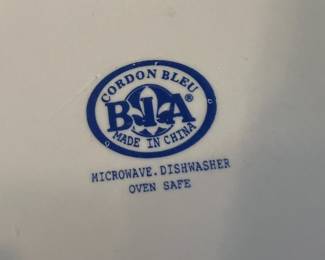 CORDON BLEU
BIA®
MADE IN CHINA
MICROWAVE.DISHWASHER
OVEN SAFE